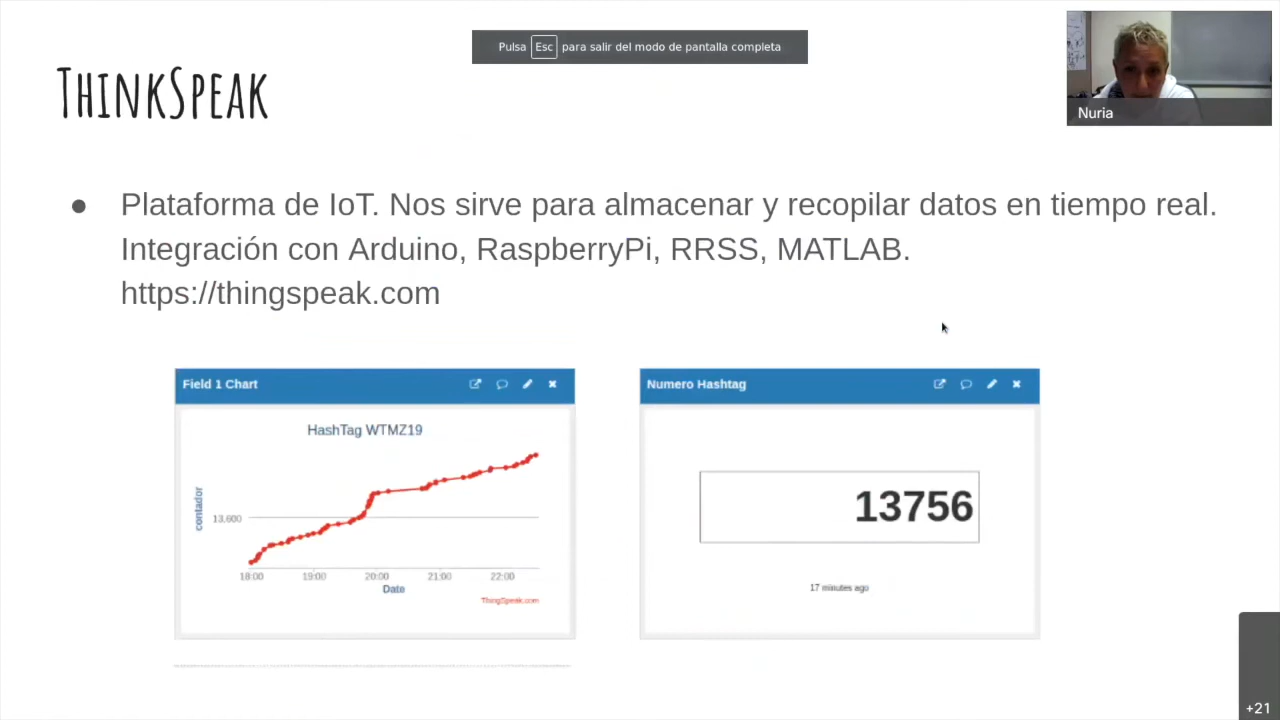 Pulsa Esc para salir del modo de pantalla completa
THINKSPEAK
Nuria
● Plataforma de IoT. Nos sirve para almacenar y recopilar datos en tiempo real.
Integración con Arduino, RaspberryPi, RRSS, MATLAB.
https://thingspeak.com
Field 1 Chart
HashTag WTMZ19
contador
13,600
18:00 19:00 20:00 21:00 22:00
Date
ThingSpeak.com
Numero Hashtag
13756
17 minutes ago
+21